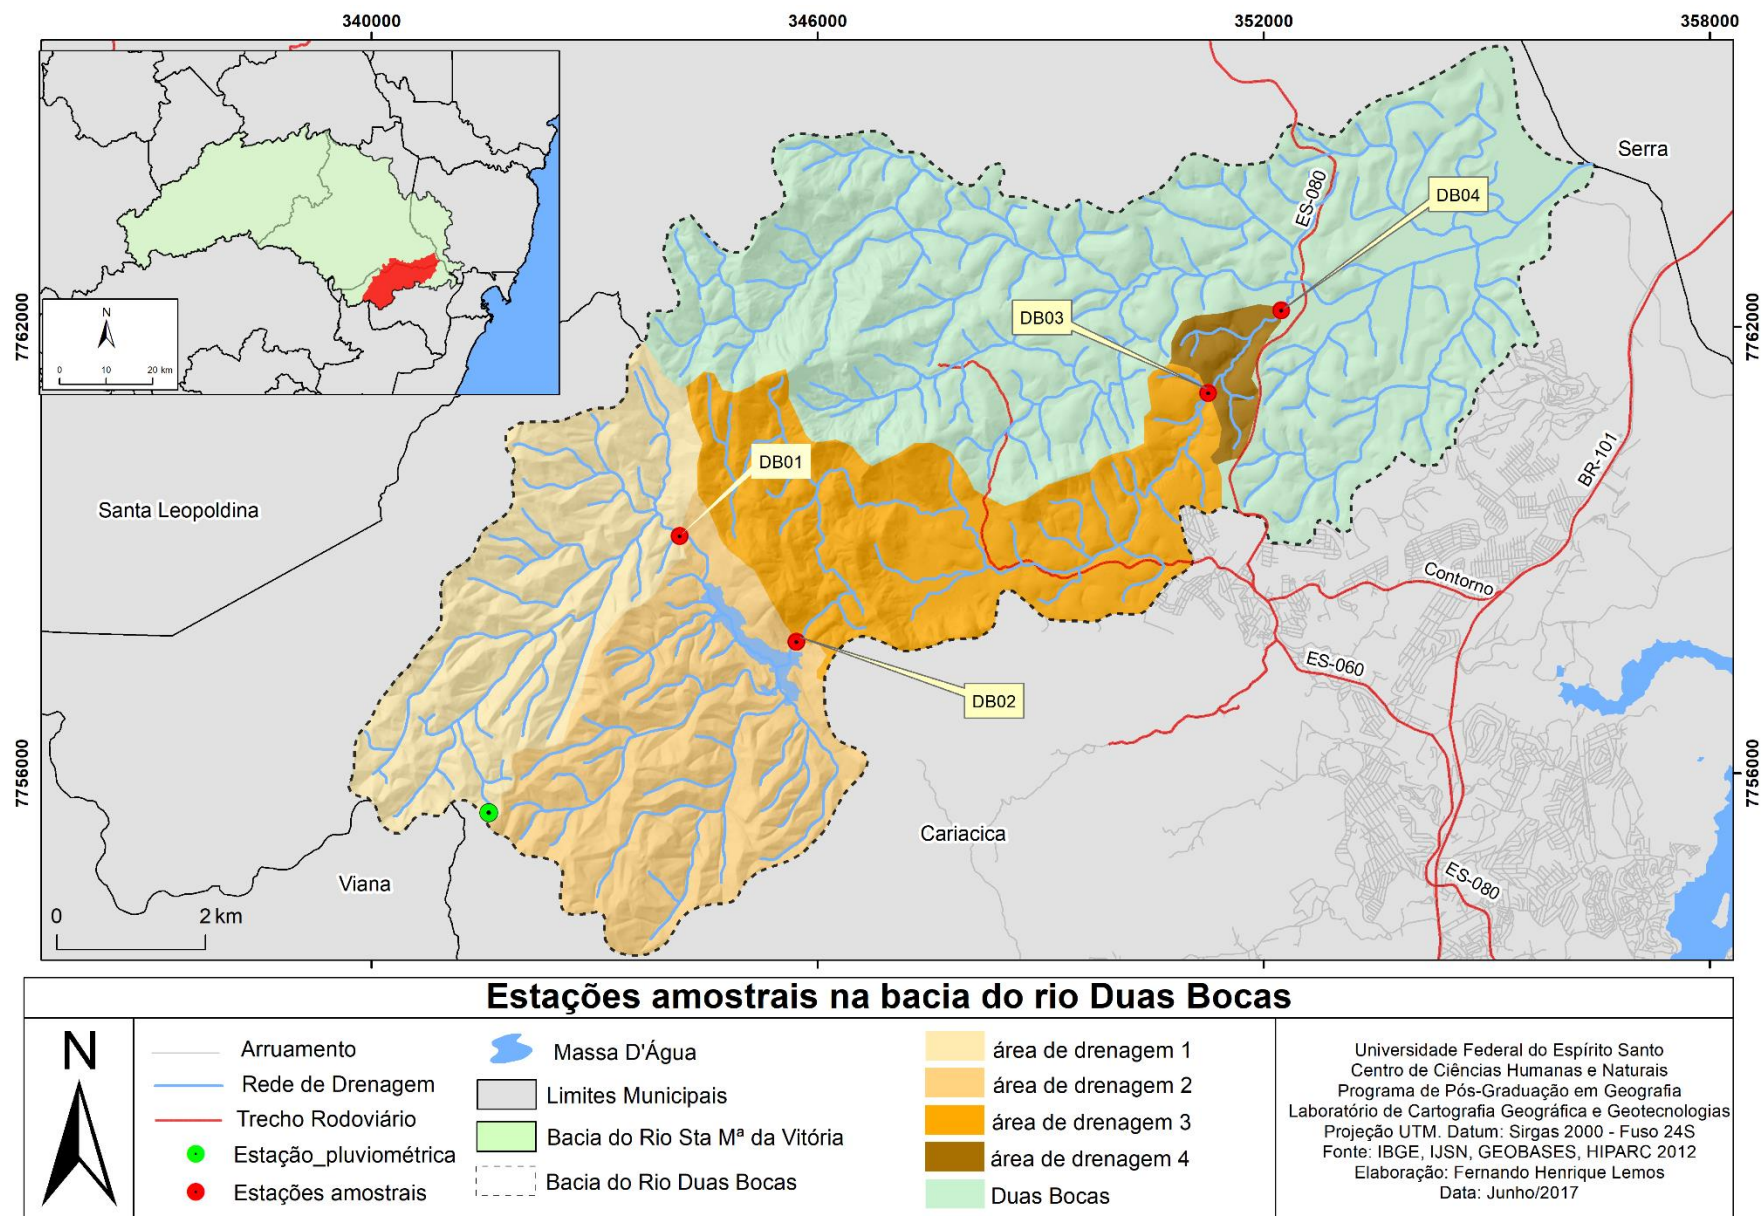 340000
346000
352000
358000
7762000
7756000
7762000
7756000
N
0
10
20 km
Serra
ES-080
DB04
DB03
DB01
DB02
Santa Leopoldina
BR-101
Contorno
ES-060
Cariacica
Viana
ES-080
0
2 km
Estações amostrais na bacia do rio Duas Bocas
N
Arruamento
Rede de Drenagem
Trecho Rodoviário
Estação_pluviométrica
Estações amostrais
Massa D'Água
Limites Municipais
Bacia do Rio Sta Mª da Vitória
Bacia do Rio Duas Bocas
área de drenagem 1
área de drenagem 2
área de drenagem 3
área de drenagem 4
Duas Bocas
Universidade Federal do Espírito Santo
Centro de Ciências Humanas e Naturais
Programa de Pós-Graduação em Geografia
Laboratório de Cartografia Geográfica e Geotecnologias
Projeção UTM. Datum: Sirgas 2000 - Fuso 24S
Fonte: IBGE, IJSN, GEOBASES, HIPARC 2012
Elaboração: Fernando Henrique Lemos
Data: Junho/2017